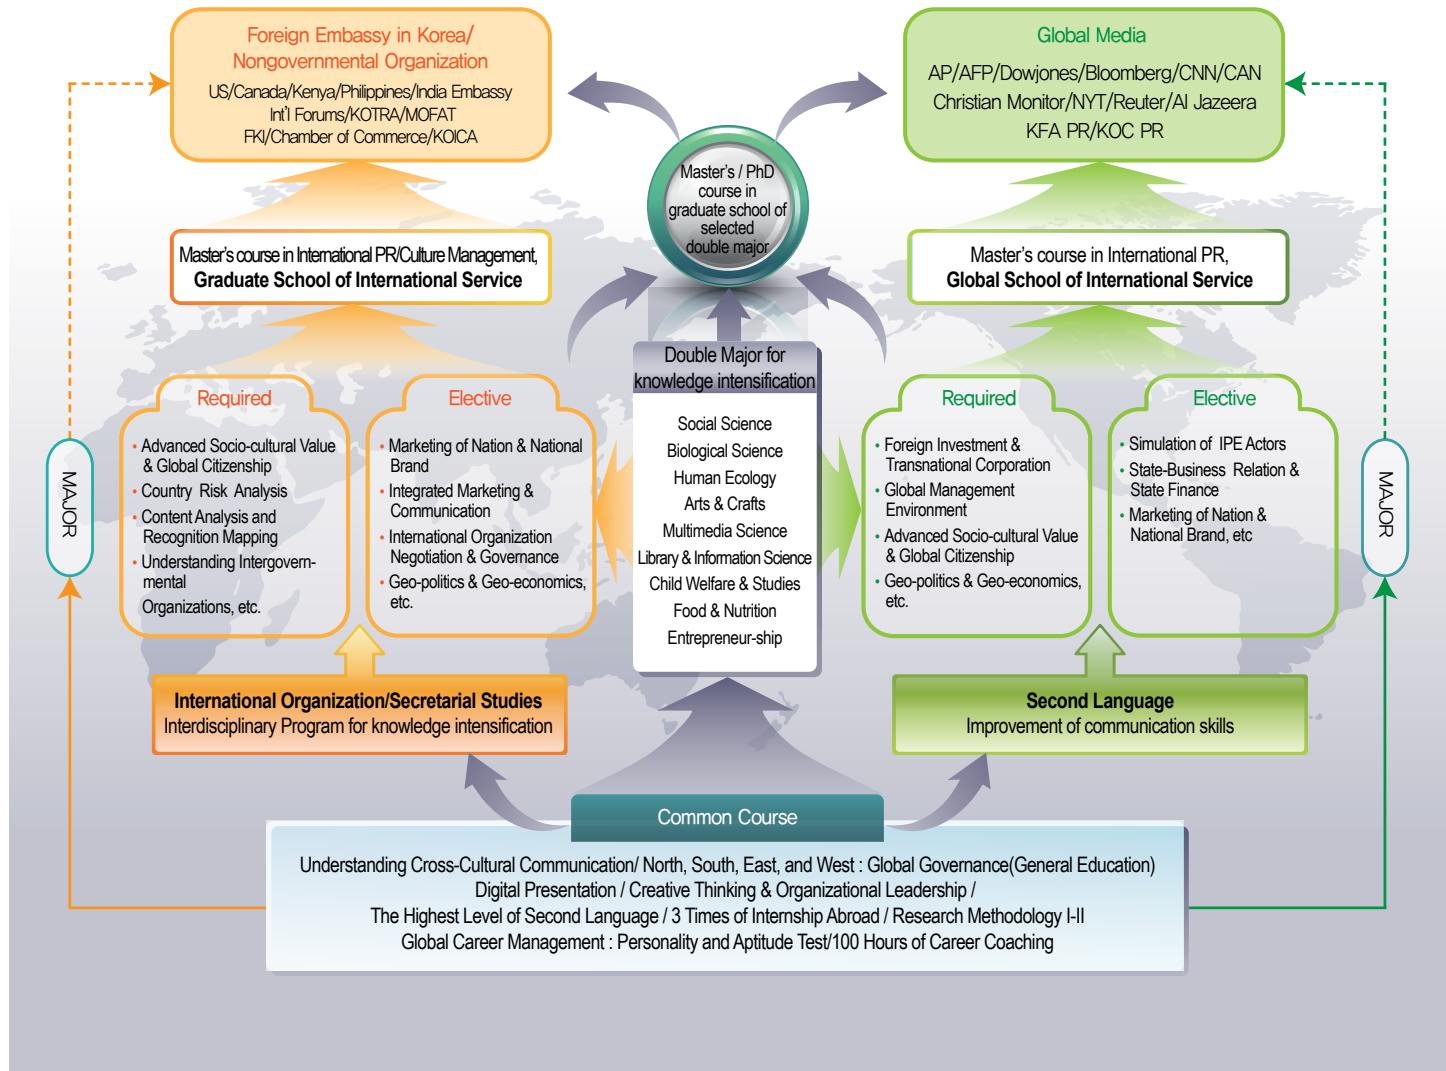 Foreign Embassy in Korea/
Nongovernmental Organization
US/Canada/Kenya/Philippines/India Embassy
Int'l Forums/KOTRA/MOFAT
FKI/Chamber of Commerce/KOICA
Global Media
AP/AFP/Dowjones/Bloomberg/CNN/CAN
Christian Monitor/NYT/Reuter/Al Jazeera
KFA PR/KOC PR
Master's / PhD
course in
graduate school of
selected
double major
Master's course in International PR/Culture Management,
Graduate School of International Service
Master's course in International PR,
Global School of International Service
Required
• Advanced Socio-cultural Value
& Global Citizenship
• Country Risk Analysis
• Content Analysis and
Recognition Mapping
• Understanding Intergovern-
mental
Organizations, etc.
Elective
• Marketing of Nation & National
Brand
• Integrated Marketing &
Communication
• International Organization
Negotiation & Governance
• Geo-politics & Geo-economics,
etc.
Double Major for
knowledge intensification
Social Science
Biological Science
Human Ecology
Arts & Crafts
Multimedia Science
Library & Information Science
Child Welfare & Studies
Food & Nutrition
Entrepreneur-ship
Required
• Foreign Investment &
Transnational Corporation
• Global Management
Environment
• Advanced Socio-cultural Value
& Global Citizenship
• Geo-politics & Geo-economics,
etc.
Elective
• Simulation of IPE Actors
• State-Business Relation &
State Finance
• Marketing of Nation &
National Brand, etc
MAJOR
MAJOR
International Organization/Secretarial Studies
Interdisciplinary Program for knowledge intensification
Second Language
Improvement of communication skills
Common Course
Understanding Cross-Cultural Communication/ North, South, East, and West : Global Governance(General Education)
Digital Presentation / Creative Thinking & Organizational Leadership /
The Highest Level of Second Language / 3 Times of Internship Abroad / Research Methodology I-II
Global Career Management : Personality and Aptitude Test/100 Hours of Career Coaching